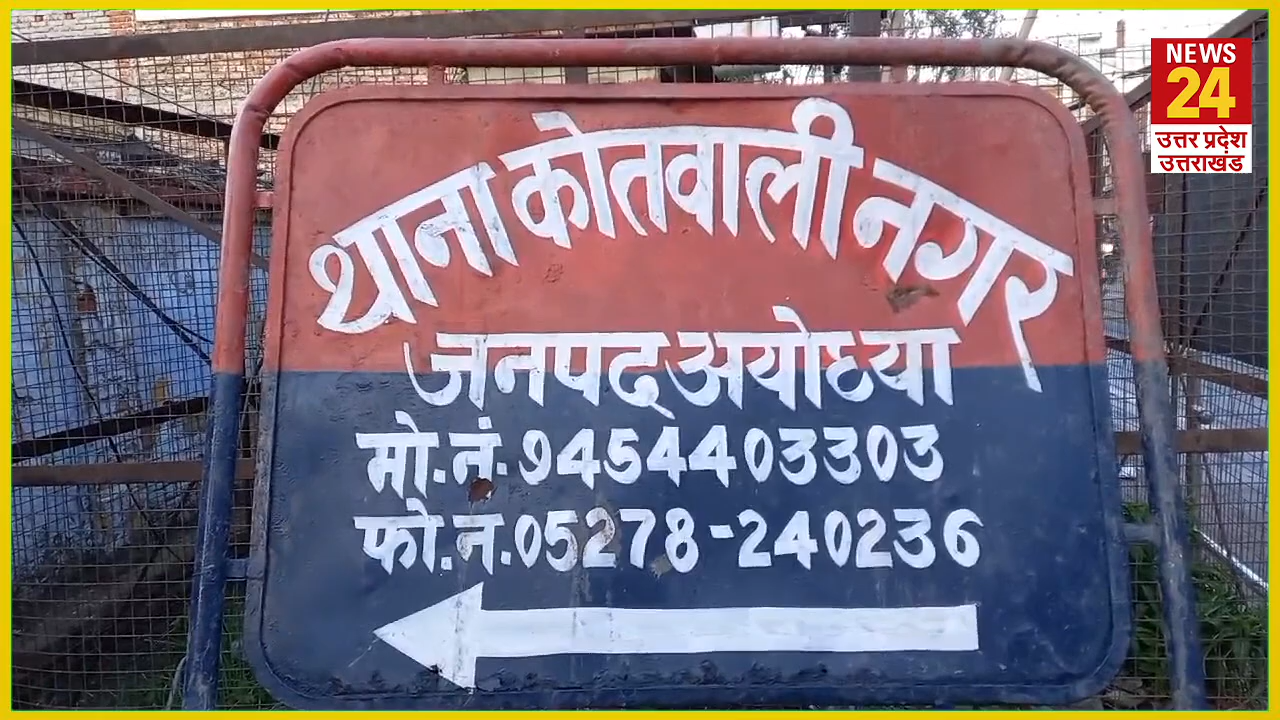 NEWS
24
उत्तर प्रदेश
उत्तराखंड
थाना कोतवाली नगर
जनपद अयोध्या
मो.नं. 9454403303
फो.न. 05278-240236